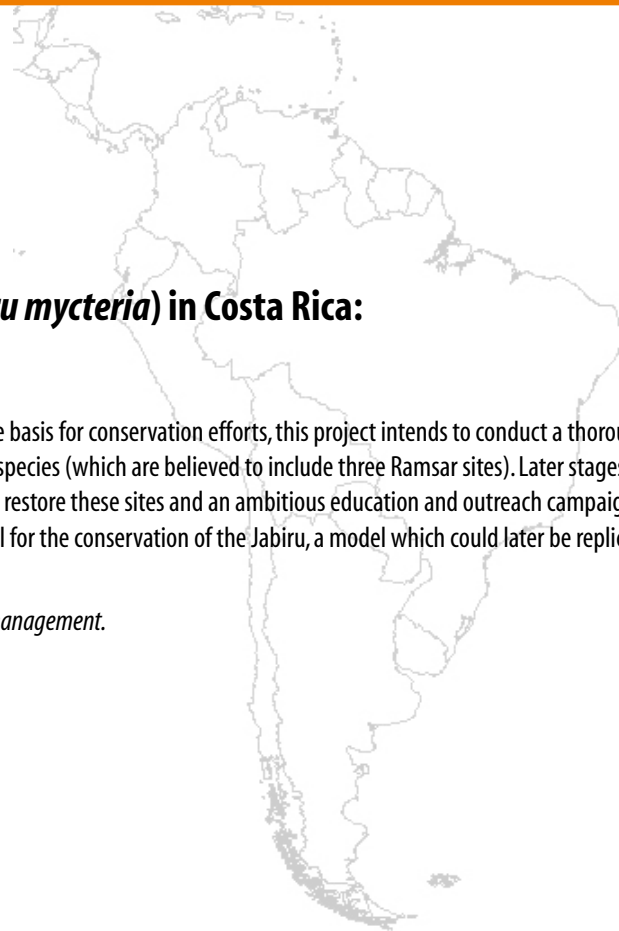 u mycteria) in Costa Rica:
e basis for conservation efforts, this project intends to conduct a thorou
species (which are believed to include three Ramsar sites). Later stages
restore these sites and an ambitious education and outreach campaig
l for the conservation of the Jabiru, a model which could later be replic
anagement.